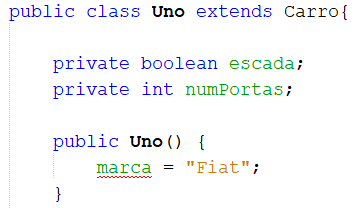 public class Uno extends Carro{
private boolean escada;
private int numPortas;
public Uno() {
marca = "Fiat";
}